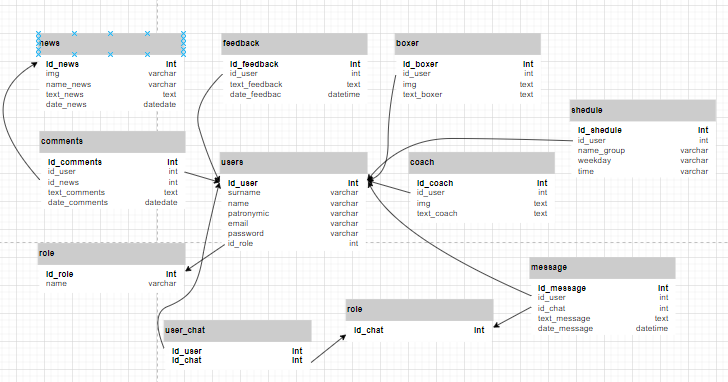 news
id_news int
img varchar
name_news varchar
text_news text
date_news datedate
feedback
id_feedback int
id_user int
text_feedback text
date_feedbac datetime
boxer
id_boxer int
id_user int
img text
text_boxer text
shedule
id_shedule int
id_user int
name_group varchar
weekday varchar
time varchar
comments
id_comments int
id_user int
id_news int
text_comments text
date_comments datedate
users
id_user int
surname varchar
name varchar
patronymic varchar
email varchar
password varchar
id_role int
coach
id_coach int
id_user int
img text
text_coach text
role
id_role int
name varchar
message
id_message int
id_user int
id_chat int
text_message text
date_message datetime
user_chat
id_user int
id_chat int
role
id_chat int